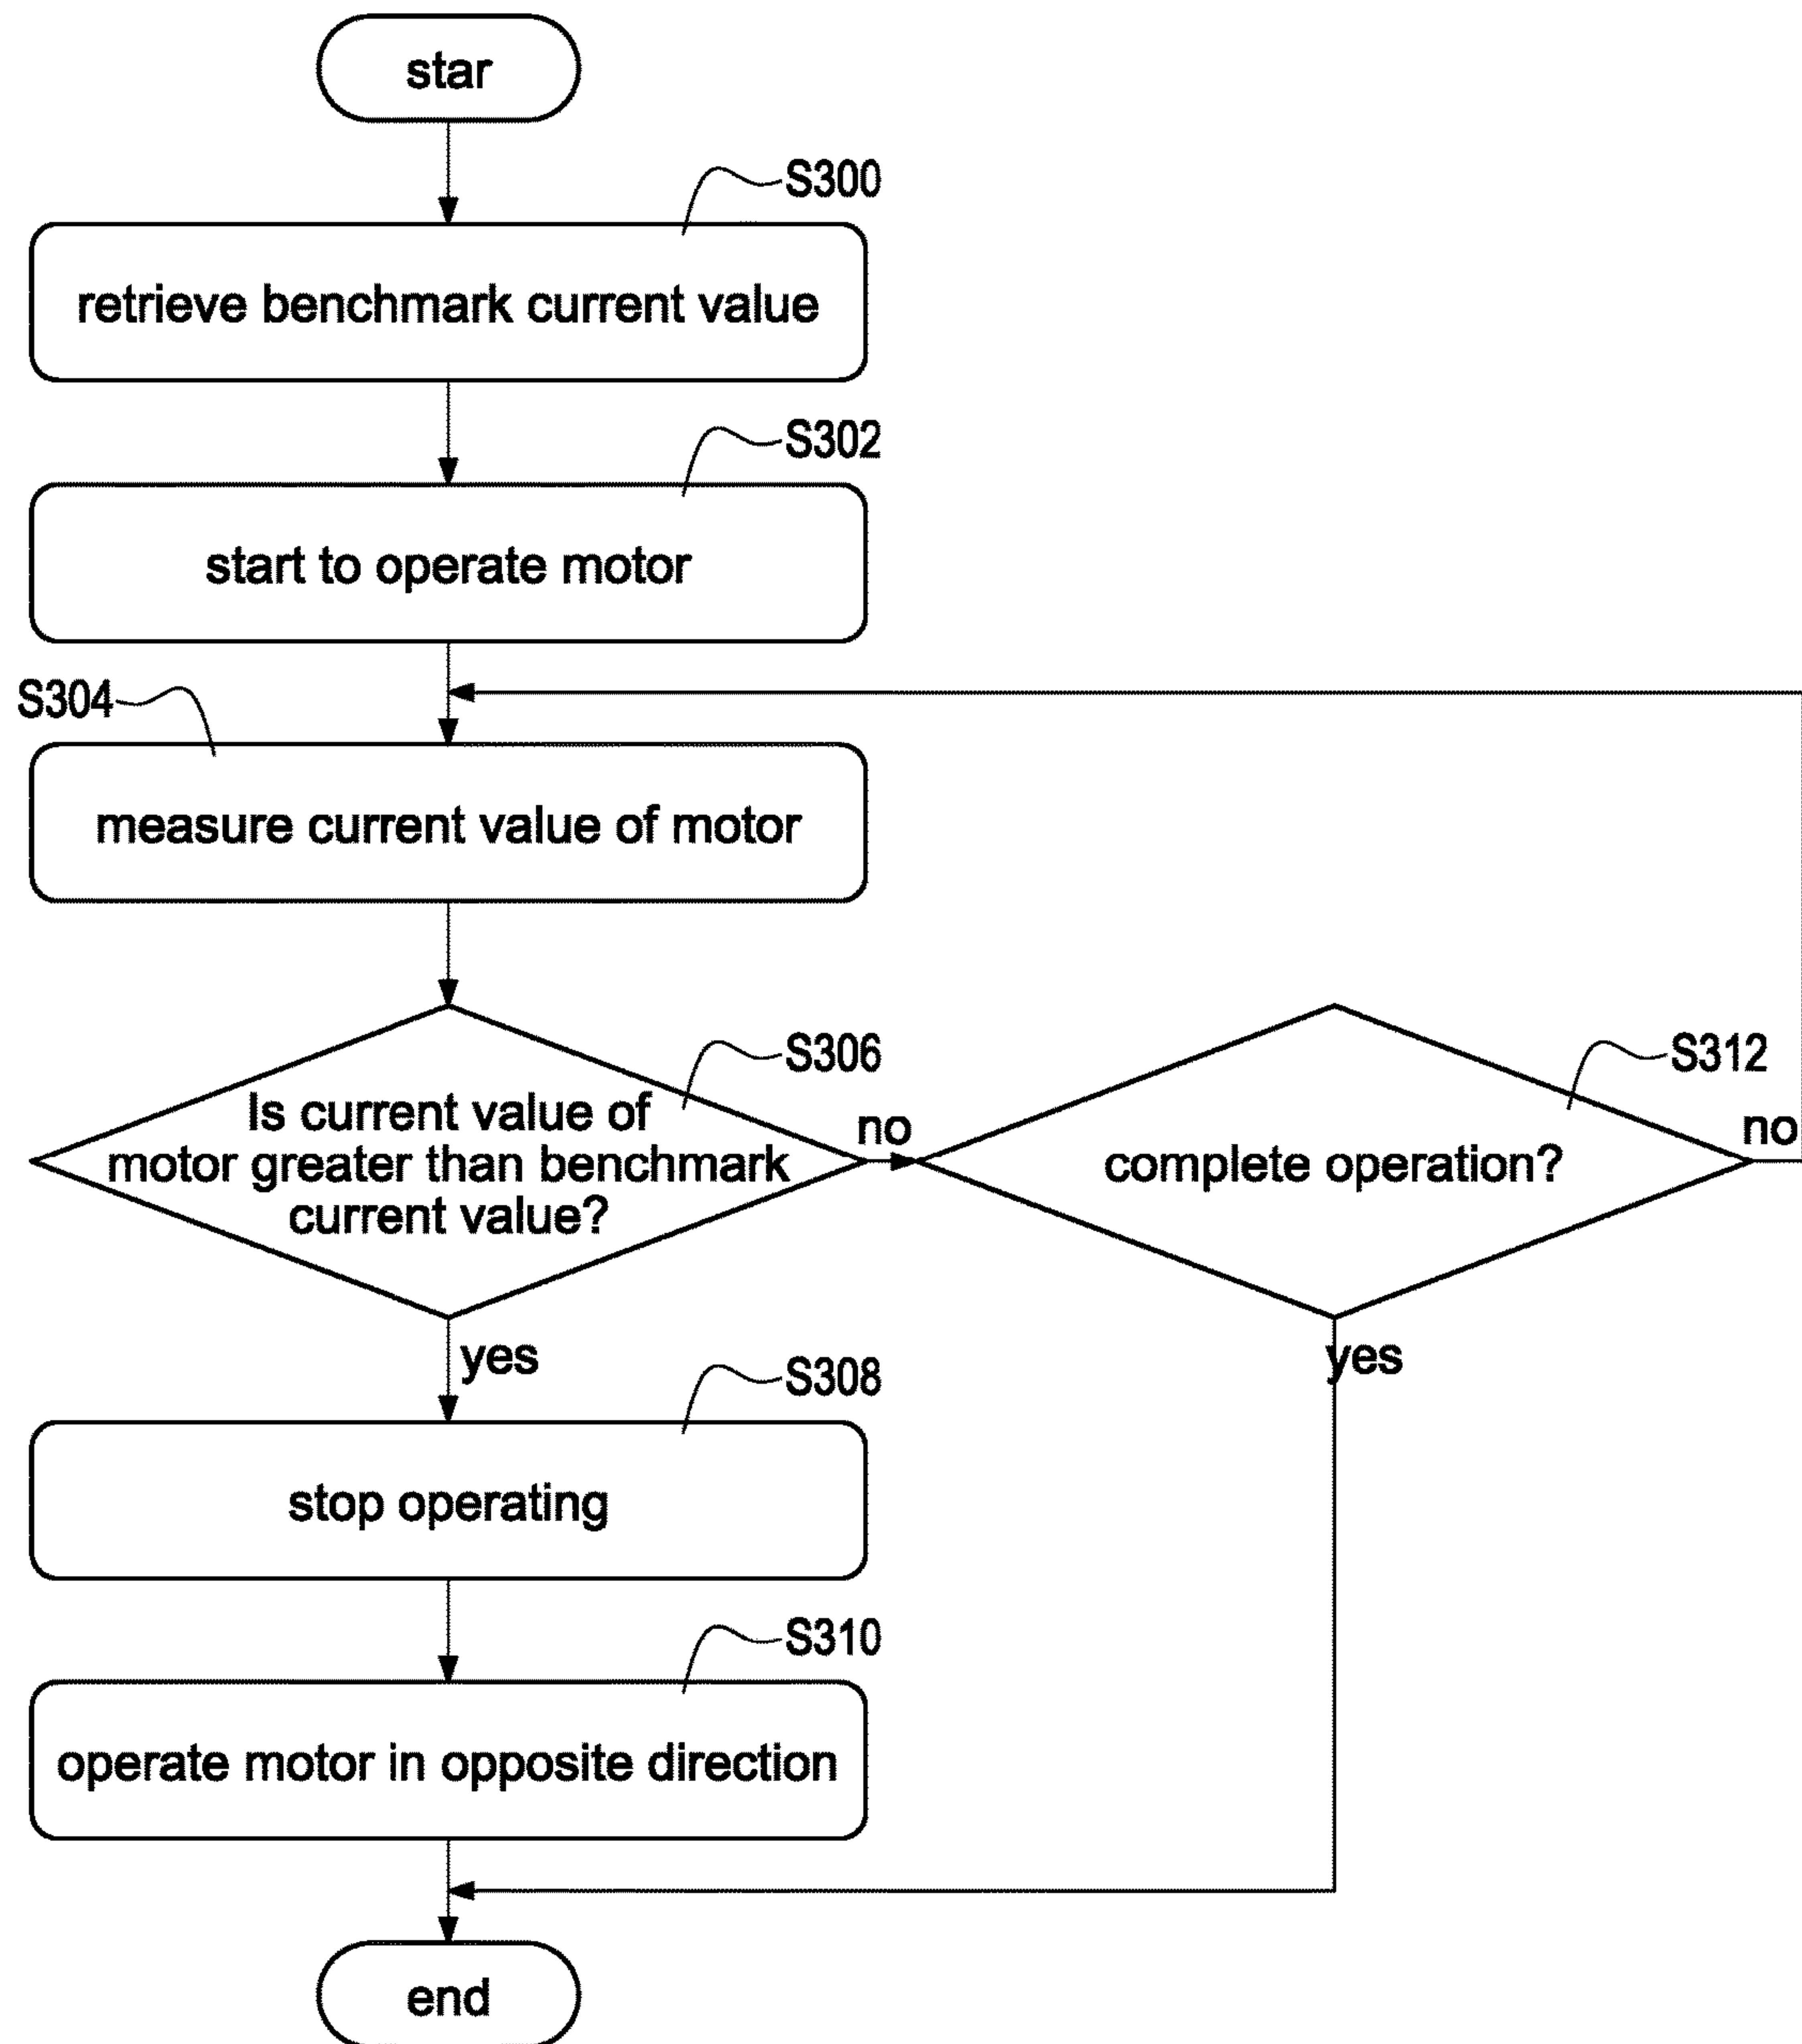 star
S300
retrieve benchmark current value
S302
start to operate motor
S304
measure current value of motor
S306
Is current value of
motor greater than benchmark
current value?
no
S312
complete operation?
no
yes
yes
S308
stop operating
S310
operate motor in opposite direction
end